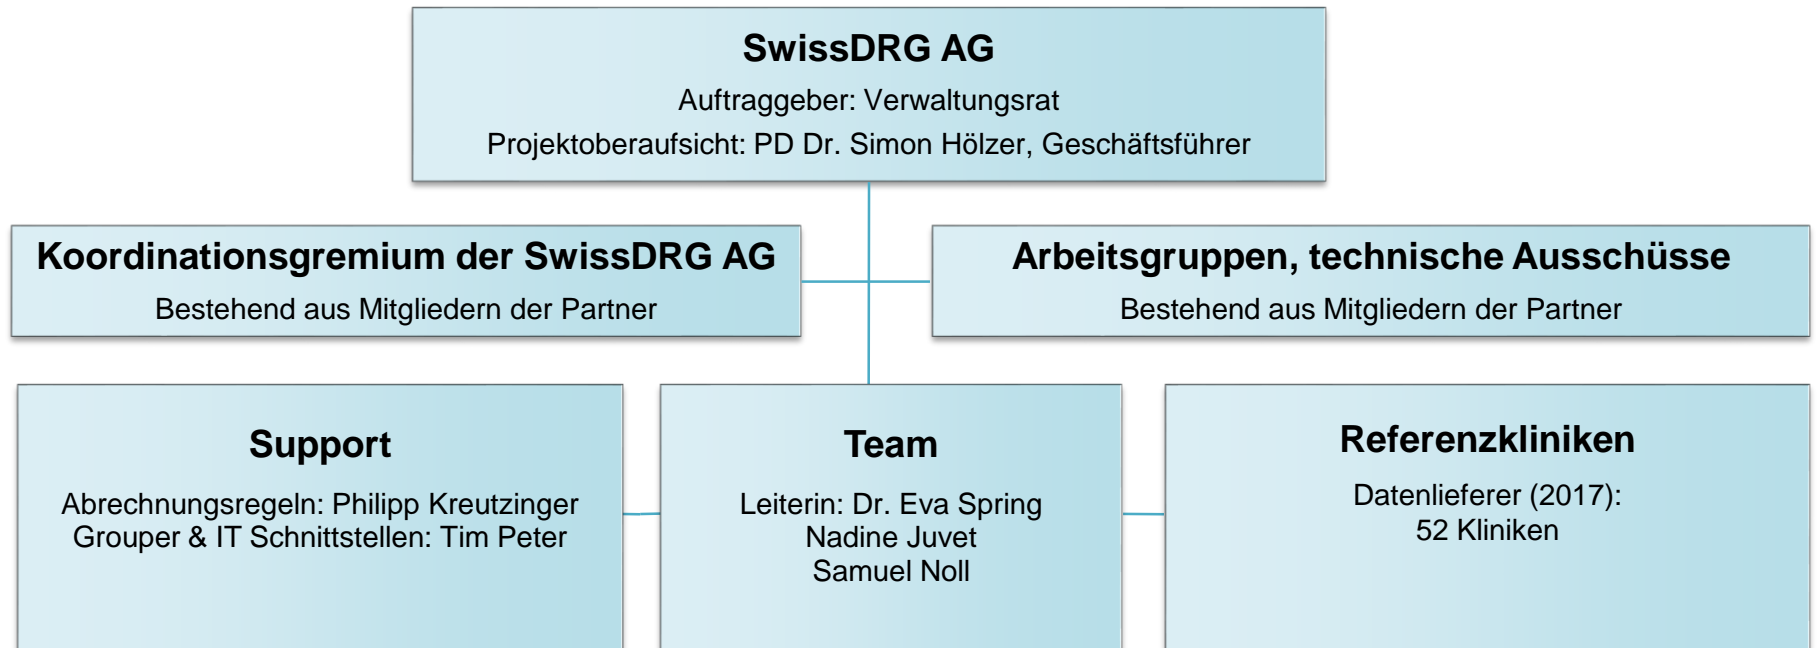 SwissDRG AG
Auftraggeber: Verwaltungsrat
Projektoberaufsicht: PD Dr. Simon Hölzer, Geschäftsführer
Koordinationsgremium der SwissDRG AG
Bestehend aus Mitgliedern der Partner
Arbeitsgruppen, technische Ausschüsse
Bestehend aus Mitgliedern der Partner
Support
Abrechnungsregeln: Philipp Kreutzinger
Grouper & IT Schnittstellen: Tim Peter
Team
Leiterin: Dr. Eva Spring
Nadine Juvet
Samuel Noll
Referenzkliniken
Datenlieferer (2017):
52 Kliniken